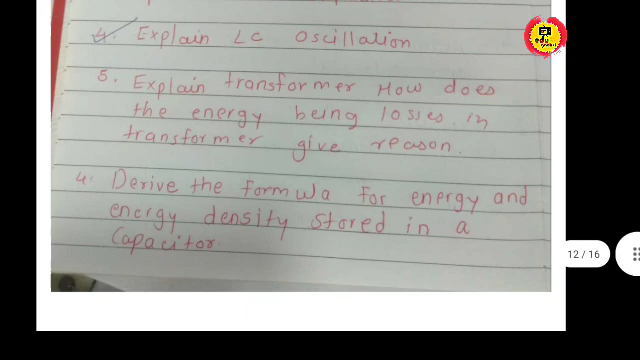 4. Explain LC Oscillation
5. Explain transformer How does
the energy being losses in
transformer give reason.
4. Derive the formula for energy and
energy density stored in a
Capacitor.
12 / 16
edu